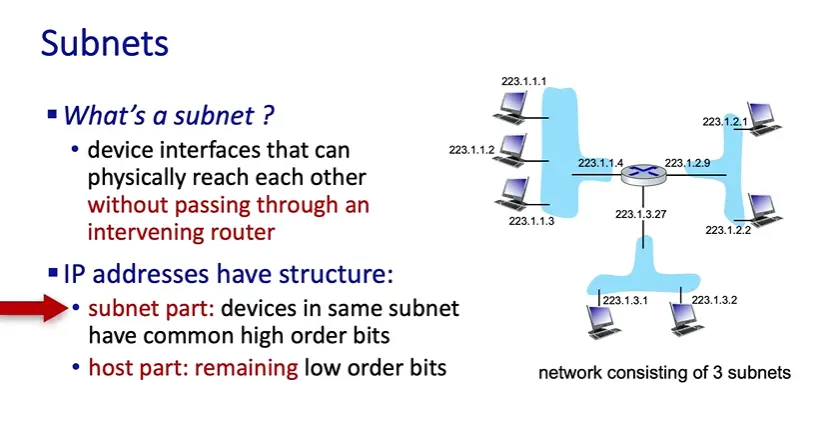 Subnets
▪ What's a subnet ?
• device interfaces that can
physically reach each other
without passing through an
intervening router
▪ IP addresses have structure:
• subnet part: devices in same subnet
have common high order bits
• host part: remaining low order bits
223.1.1.1
223.1.1.2
223.1.1.3
223.1.1.4
223.1.2.9
223.1.2.1
223.1.2.2
223.1.3.27
223.1.3.1
223.1.3.2
network consisting of 3 subnets